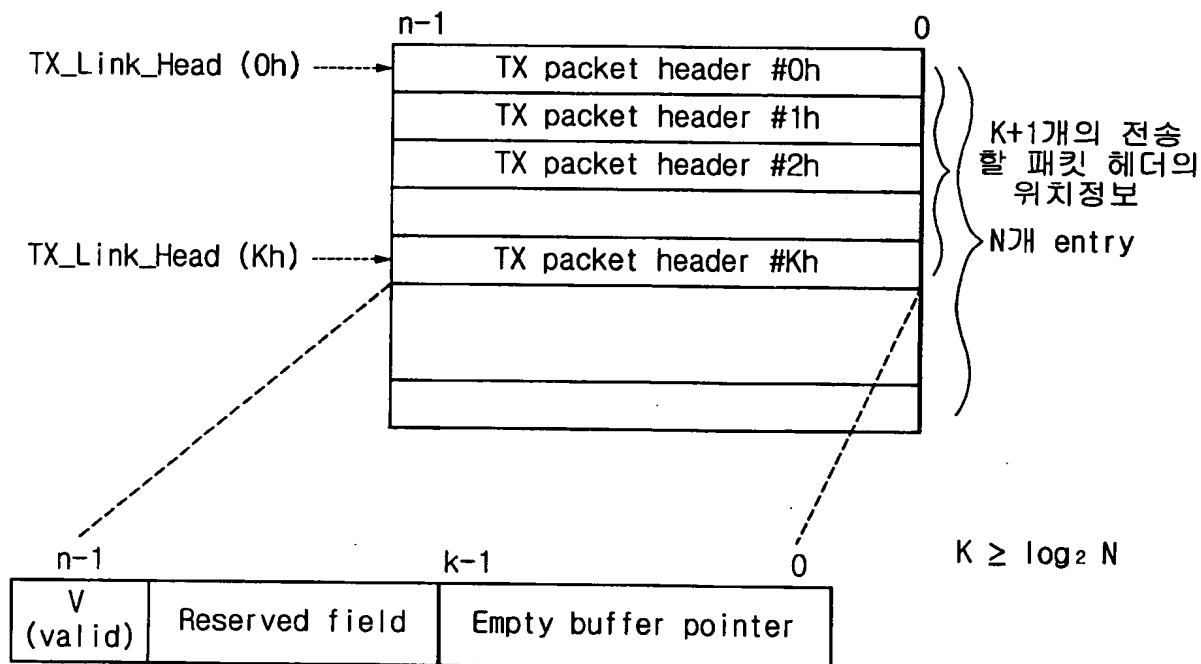 n-1
0
TX_Link_Head (0h)
TX packet header #0h
TX packet header #1h
TX packet header #2h
K+1개의 전송
할 패킷 헤더의
위치정보
TX_Link_Head (Kh)
TX packet header #Kh
N개 entry
n-1
k-1
0
K ≥ log₂ N
V
(valid)
Reserved field
Empty buffer pointer